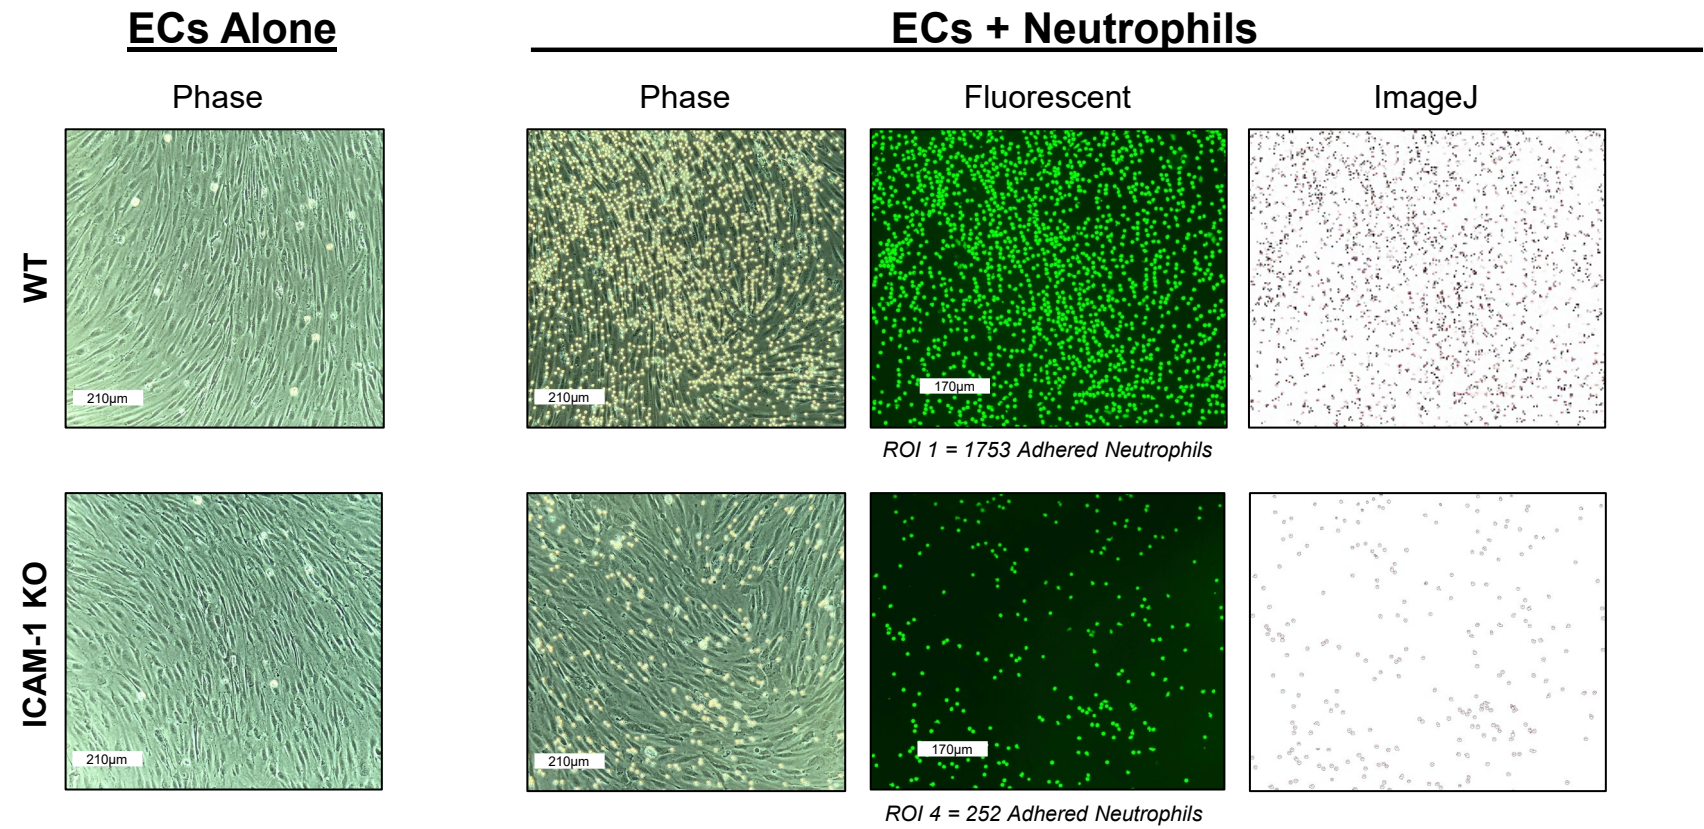 ECs Alone
ECs + Neutrophils
Phase
Phase
Fluorescent
ImageJ
WT
210µm
210µm
170µm
ROI 1 = 1753 Adhered Neutrophils
ICAM-1 KO
210µm
210µm
170µm
ROI 4 = 252 Adhered Neutrophils